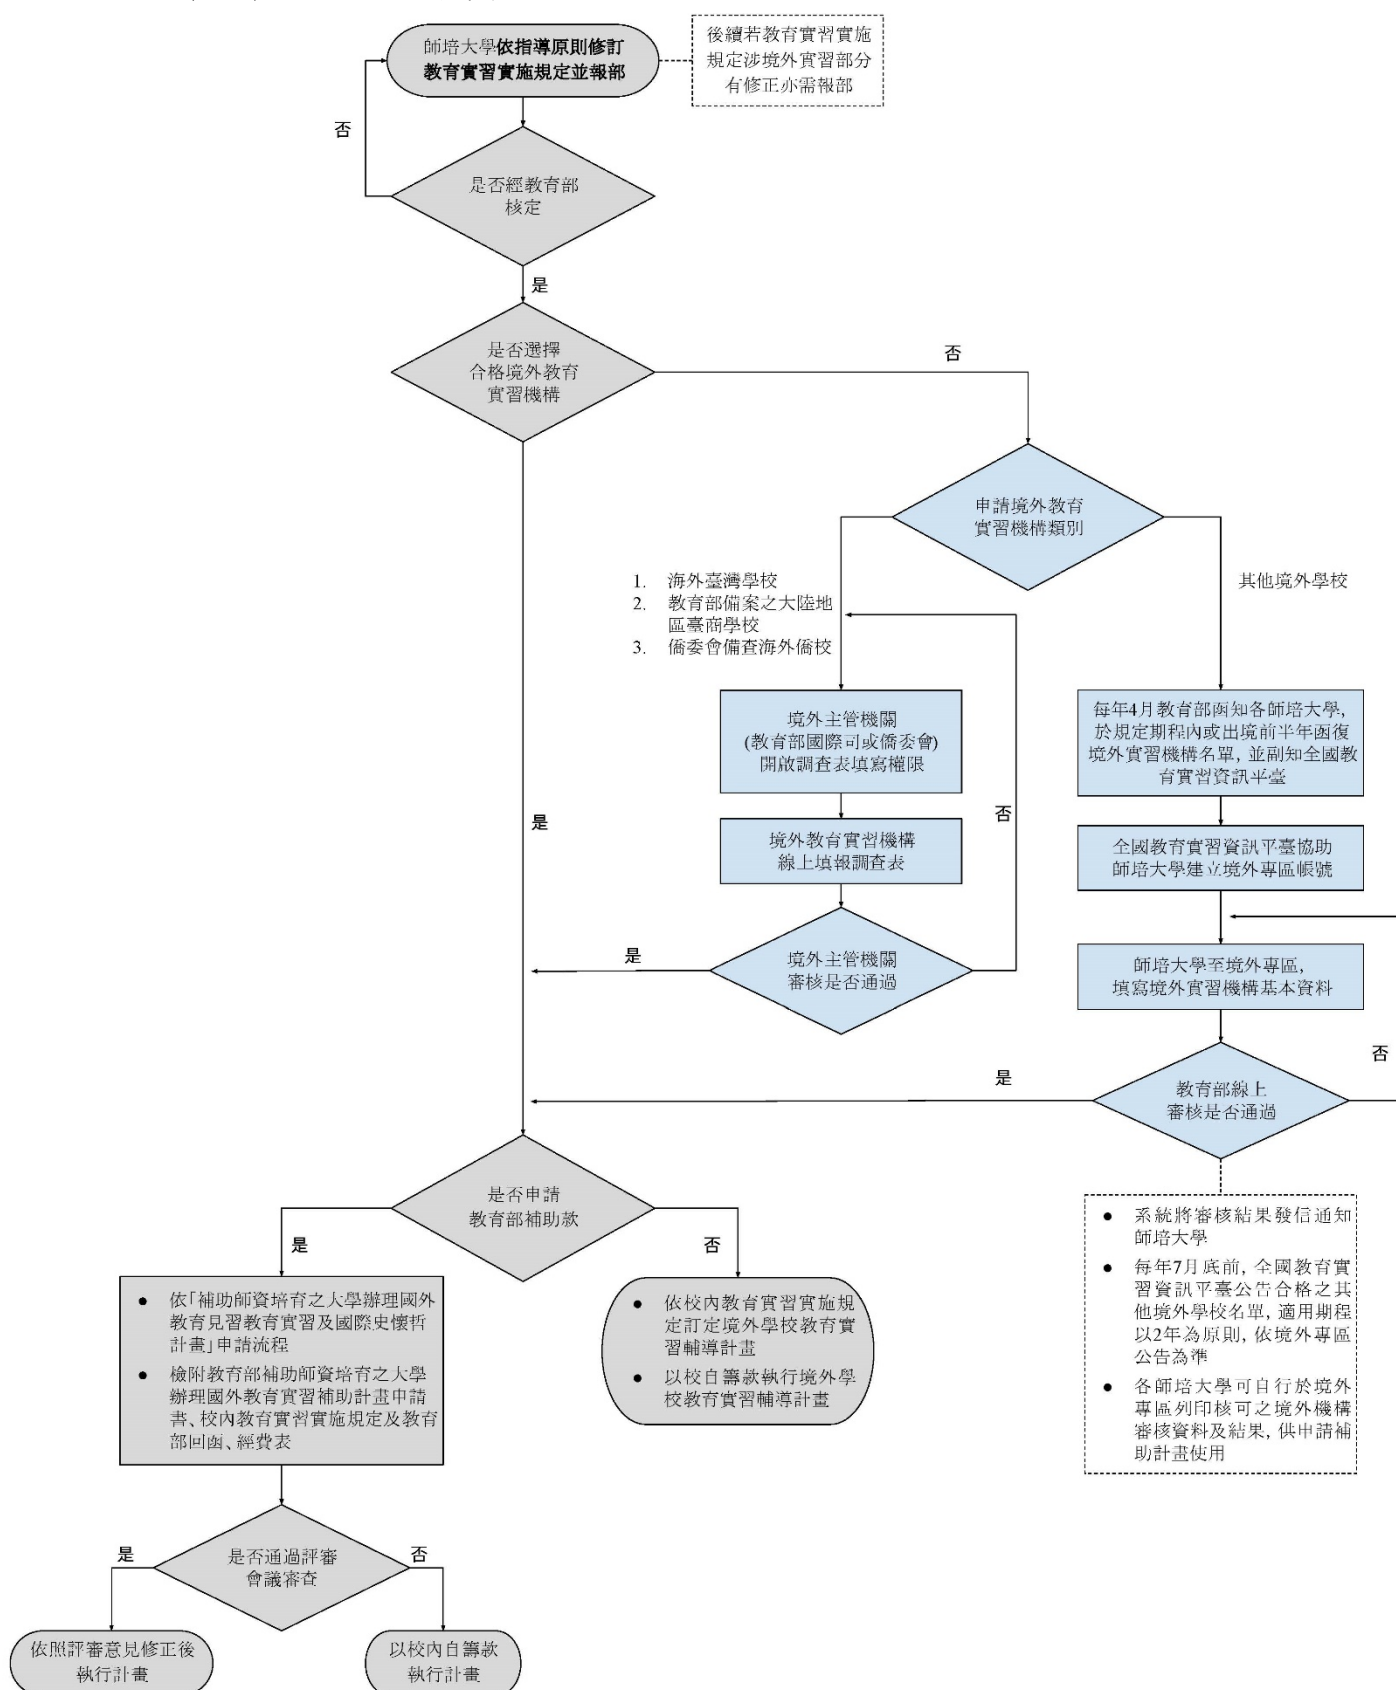 師培大學依指導原則修訂
教育實習實施規定並報部
後續若教育實習實施
規定涉境外實習部分
有修正亦需報部
否
是否經教育部
核定
是
是否選擇
合格境外教育
實習機構
否
申請境外教育
實習機構類別
1. 海外臺灣學校
2. 教育部備案之大陸地
區臺商學校
3. 僑委會備查海外僑校
其他境外學校
境外主管機關
(教育部國際司或僑委會)
開啟調查表填寫權限
每年4月教育部函知各師培大學,
於規定期程內或出境前半年函復
境外實習機構名單, 並副知全國教
育實習資訊平臺
否
是
境外教育實習機構
線上填報調查表
全國教育實習資訊平臺協助
師培大學建立境外專區帳號
是
境外主管機關
審核是否通過
師培大學至境外專區,
填寫境外實習機構基本資料
否
是
教育部線上
審核是否通過
是否申請
教育部補助款
是
否
● 系統將審核結果發信通知
師培大學
● 每年7月底前, 全國教育實
習資訊平臺公告合格之其
他境外學校名單, 適用期程
以2年為原則, 依境外專區
公告為準
● 各師培大學可自行於境外
專區列印核可之境外機構
審核資料及結果, 供申請補
助計畫使用
● 依「補助師資培育之大學辦理國外
教育見習教育實習及國際史懷哲
計畫」申請流程
● 檢附教育部補助師資培育之大學
辦理國外教育實習補助計畫申請
書、校內教育實習實施規定及教育
部回函、經費表
● 依校內教育實習實施規
定訂定境外學校教育實
習輔導計畫
● 以校自籌款執行境外學
校教育實習輔導計畫
是否通過評審
會議審查
是
否
依照評審意見修正後
執行計畫
以校內自籌款
執行計畫